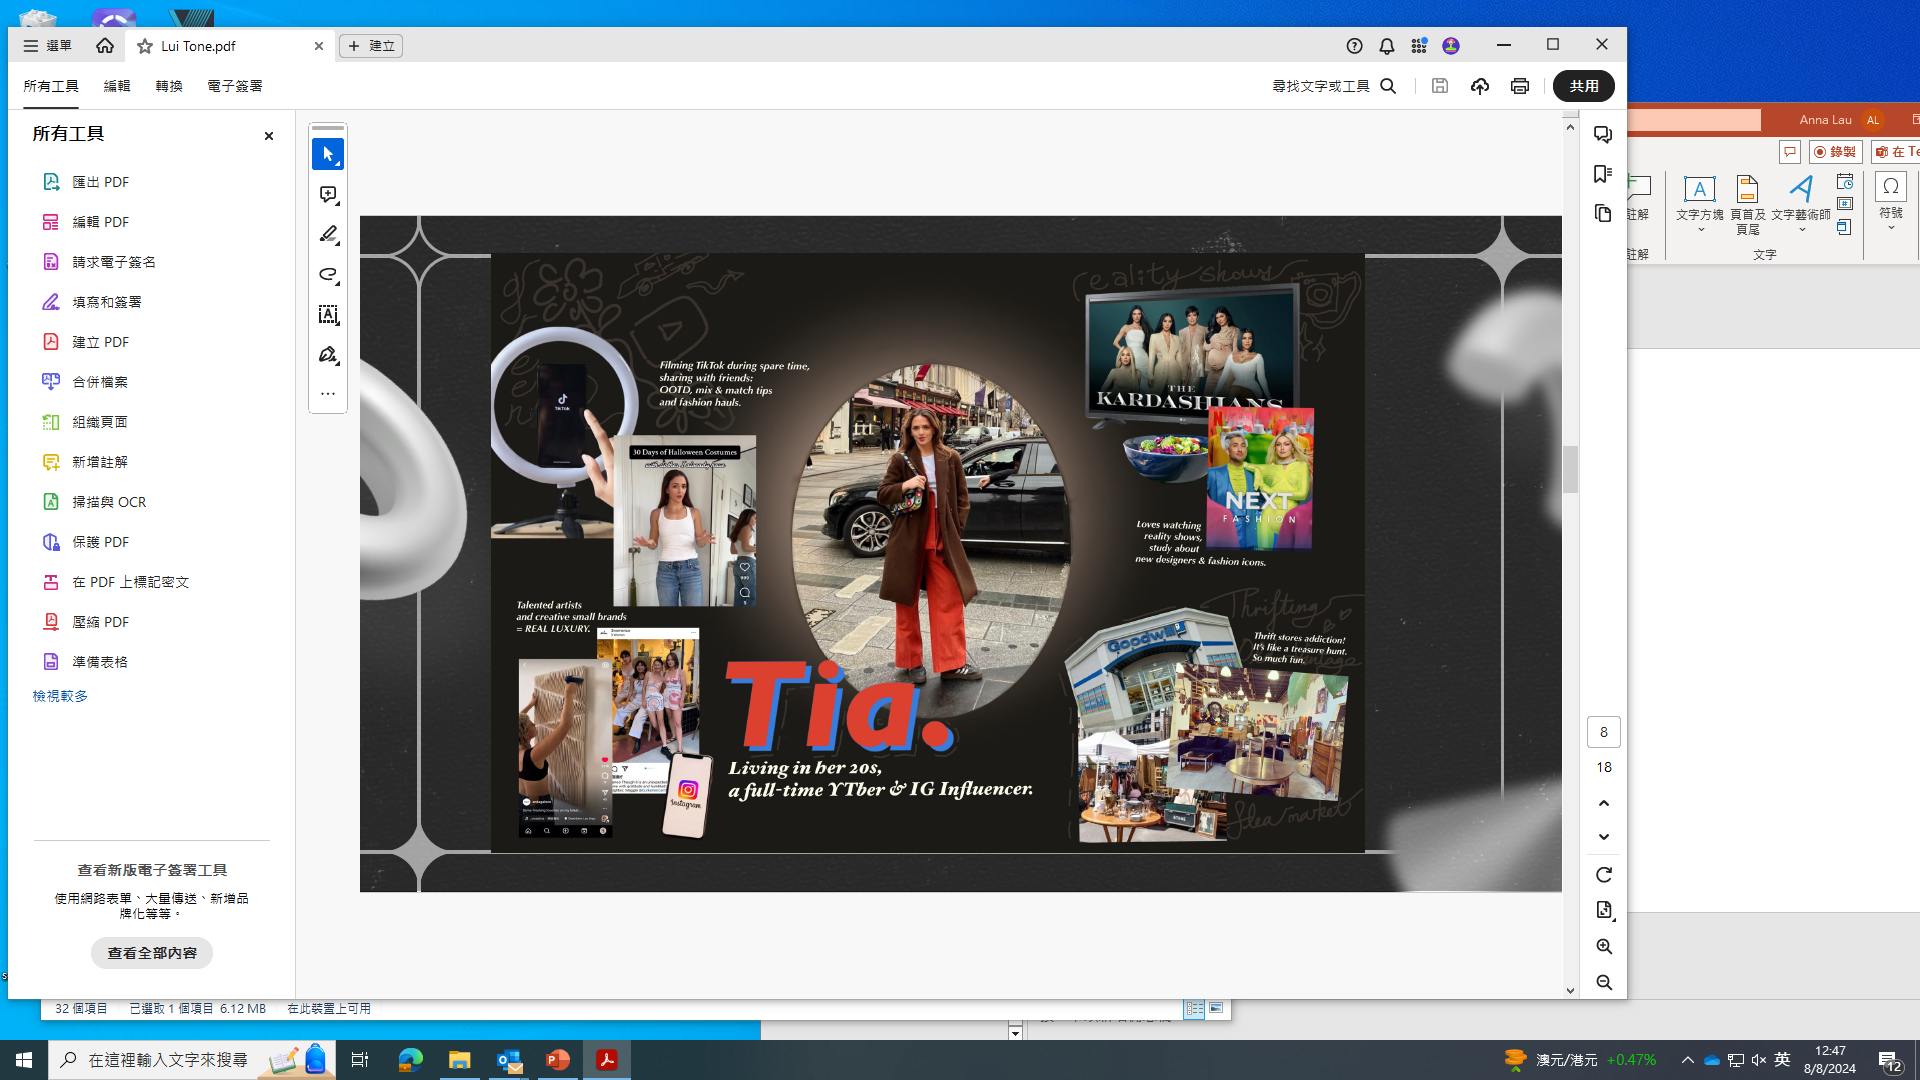 選單
Lui Tone.pdf
建立
所有工具
編輯
轉換
電子簽署
尋找文字或工具
共用
所有工具
匯出 PDF
編輯 PDF
請求電子簽名
填寫和簽署
建立 PDF
合併檔案
組織頁面
新增註解
掃描與 OCR
保護 PDF
在 PDF 上標記密文
壓縮 PDF
準備表格
檢視較多
查看新版電子簽署工具
使用網路表單、大量傳送、新增品
牌化等等。
查看全部內容
reality shows
Filming TikTok during spare time,
sharing with friends:
OOTD, mix & match tips
and fashion hauls.
TikTok
30 Days of Halloween Costumes
THE
KARDASHIANS
NEXT
FASHION
Loves watching
reality shows,
study about
new designers & fashion icons.
Talented artists
and creative small brands
= REAL LUXURY.
Instagram
Tia.
Living in her 20s,
a full-time YTber & IG Influencer.
Thrifting
Goodwill
Thrift stores addiction!
It's like a treasure hunt.
So much fun.
vintage
flea market
8
18
Anna Lau
AL
錄製
在 Te
註解
文字方塊
頁首及
頁尾
文字藝術師
符號
註解
文字
32 個項目
已選取 1 個項目
6.12 MB
在此裝置上可用
在這裡輸入文字來搜尋
澳元/港元
+0.47%
英
12:47
8/8/2024
12